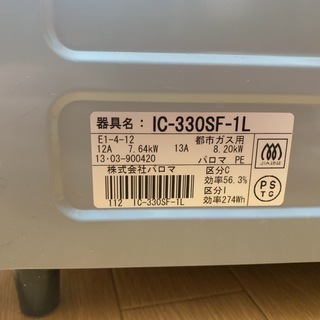 器具名: IC-330SF-1L
E1-4-12 都市ガス用
12A 7.64kW 13A 8.20kW
13・03-900420 パロマ PE
株式会社パロマ
区分C
効率56.3%
区分I
効率274Wh
112 IC-330SF-1L
PS
TG